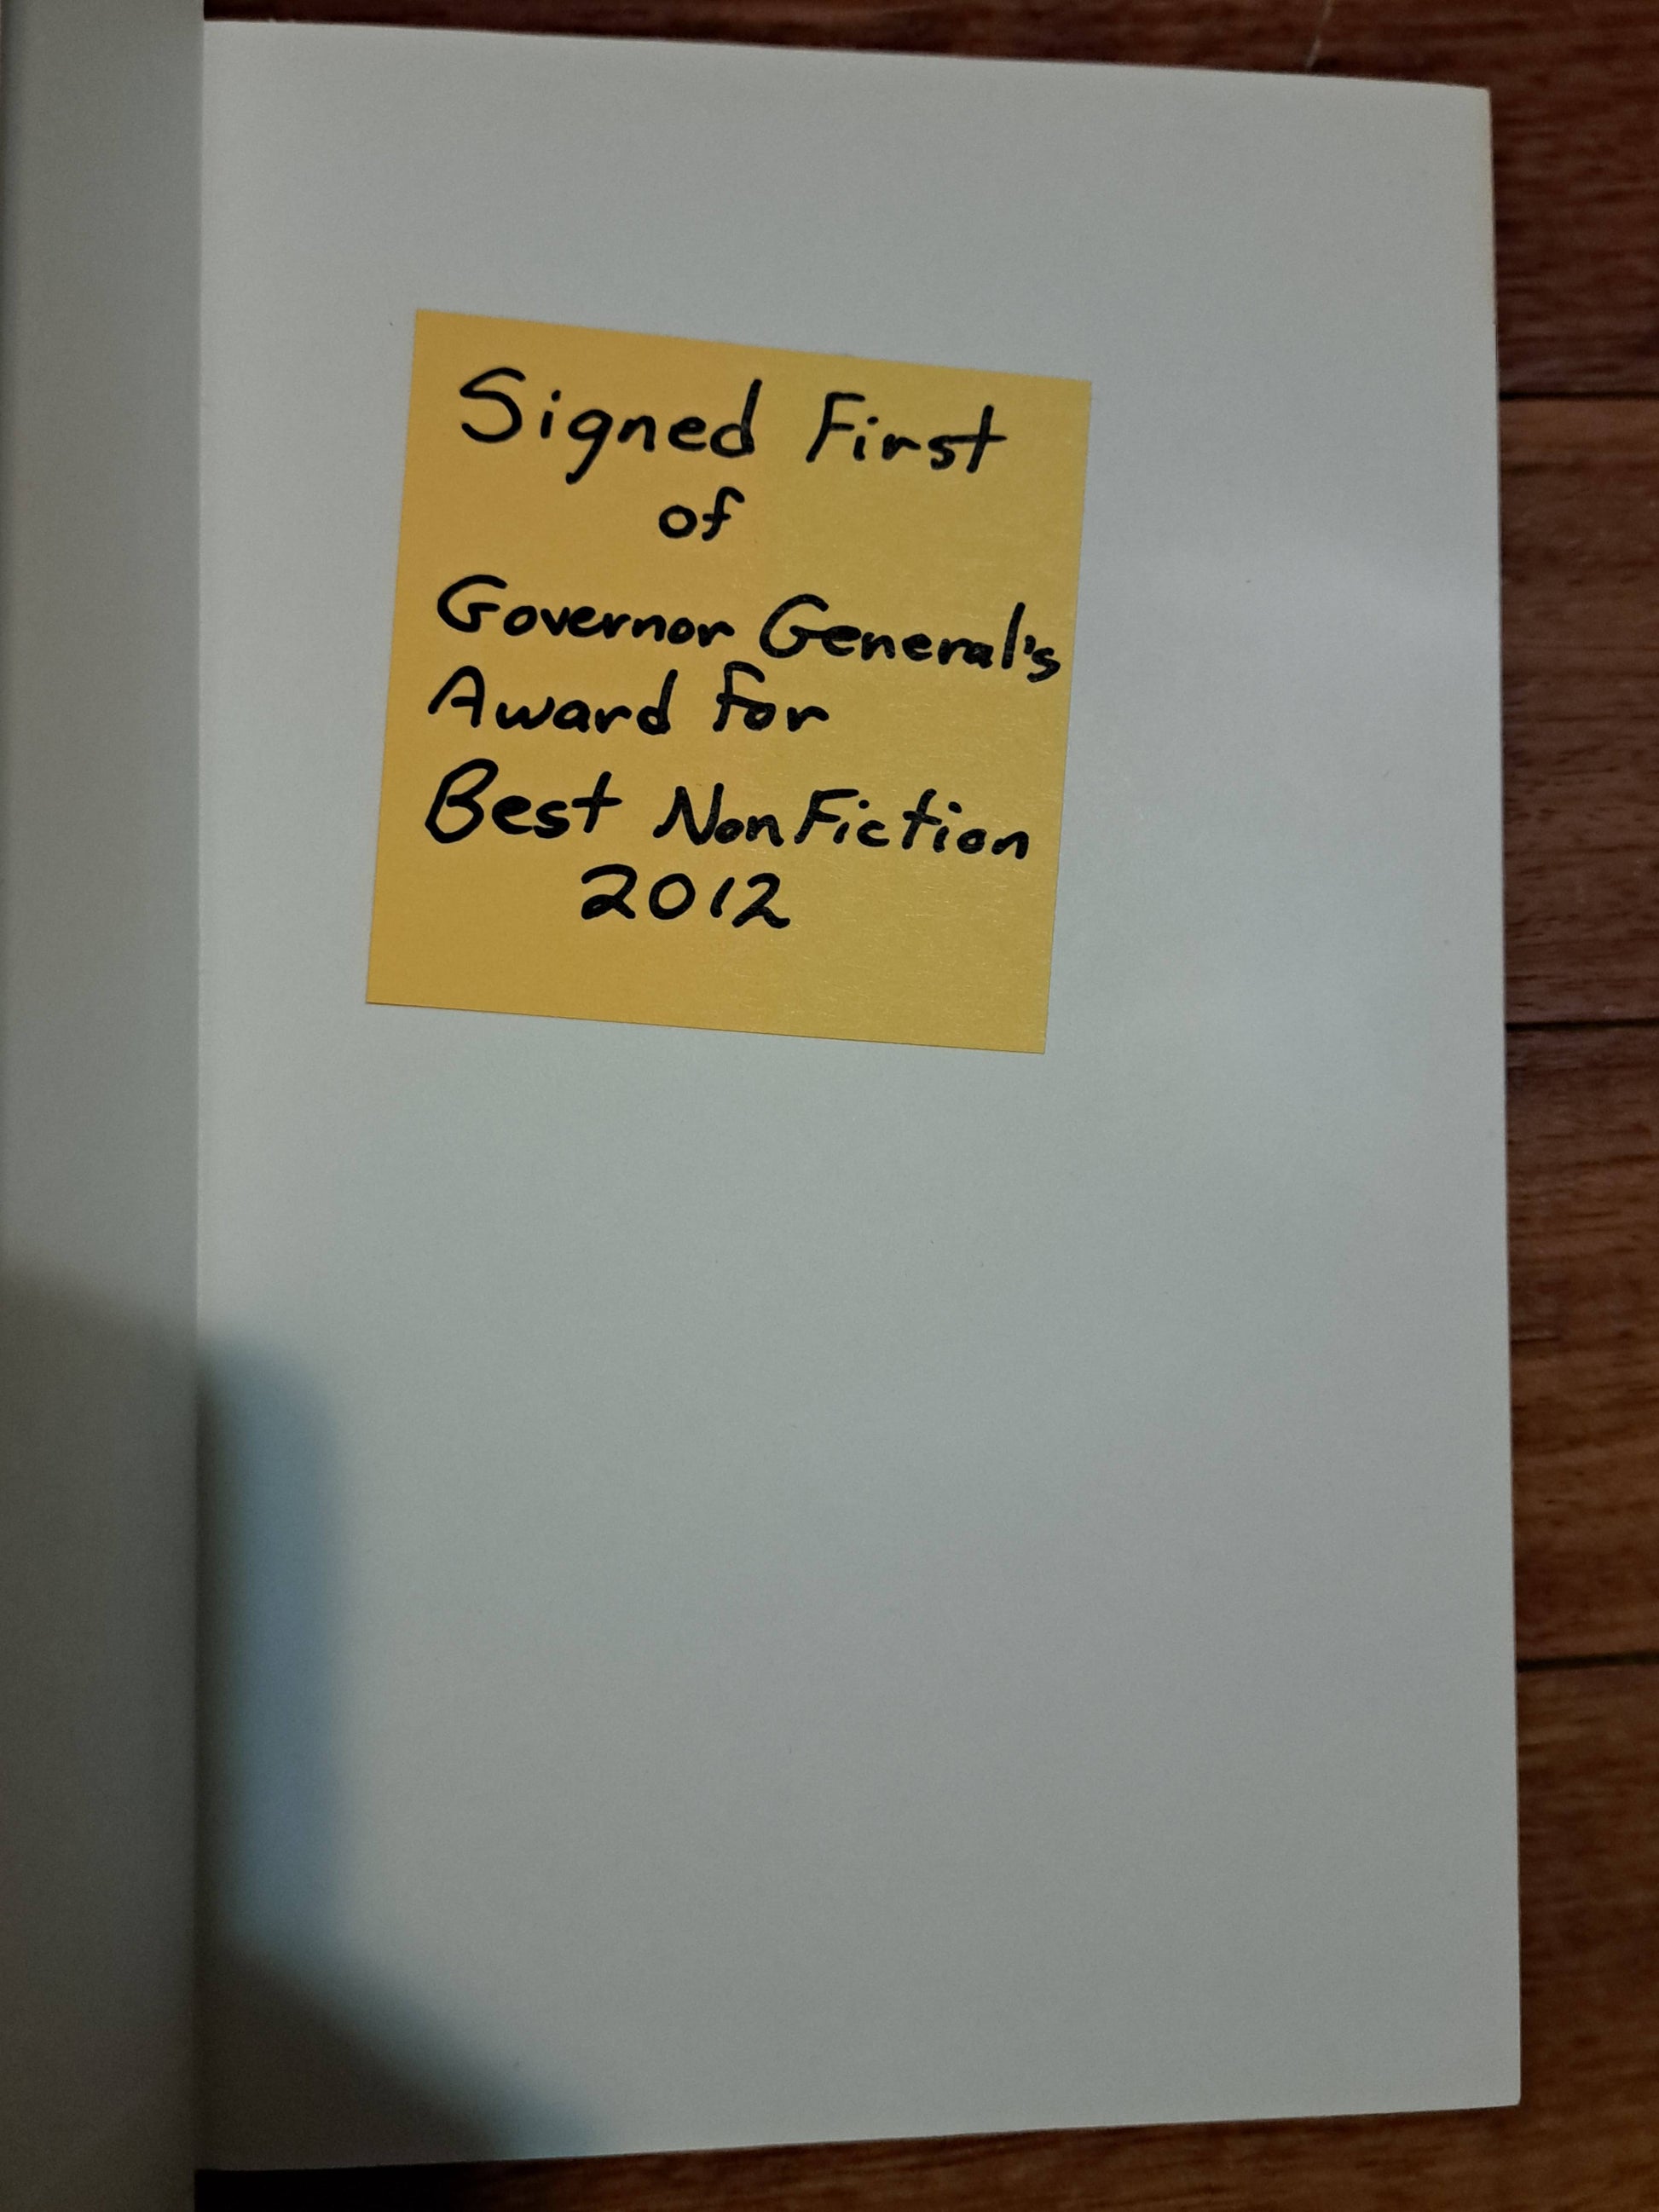 Signed First
of
Governor General's
Award for
Best NonFiction
2012